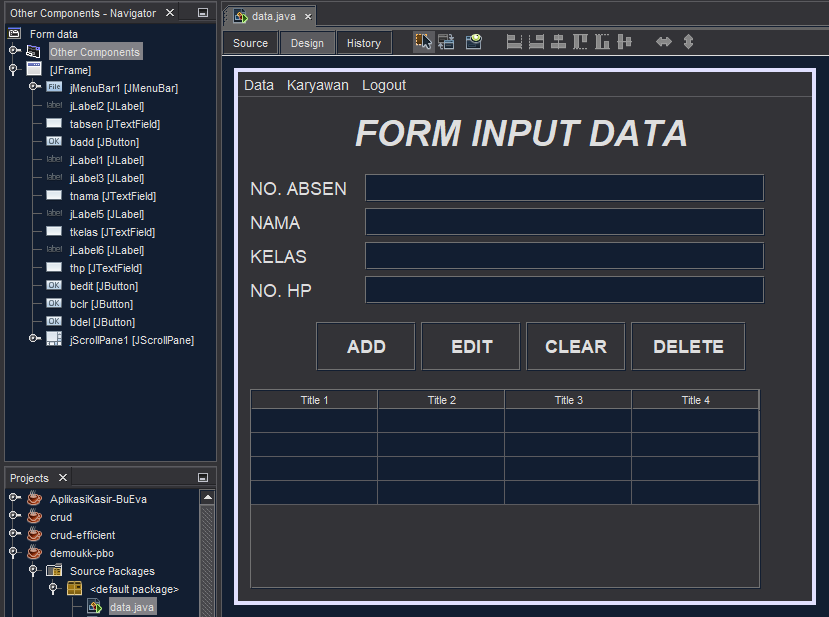 Other Components - Navigator
Form data
Other Components
[JFrame]
File jMenuBar1 [JMenuBar]
label jLabel2 [JLabel]
tabsen [JTextField]
OK badd [JButton]
label jLabel1 [JLabel]
label jLabel3 [JLabel]
tnama [JTextField]
label jLabel5 [JLabel]
tkelas [JTextField]
label jLabel6 [JLabel]
thp [JTextField]
OK bedit [JButton]
OK bclr [JButton]
OK bdel [JButton]
jScrollPane1 [JScrollPane]
Projects
AplikasiKasir-BuEva
crud
crud-efficient
demoukk-pbo
Source Packages
<default package>
data.java
data.java
Source Design History
Data Karyawan Logout
FORM INPUT DATA
NO. ABSEN
NAMA
KELAS
NO. HP
ADD EDIT CLEAR DELETE
Title 1 Title 2 Title 3 Title 4